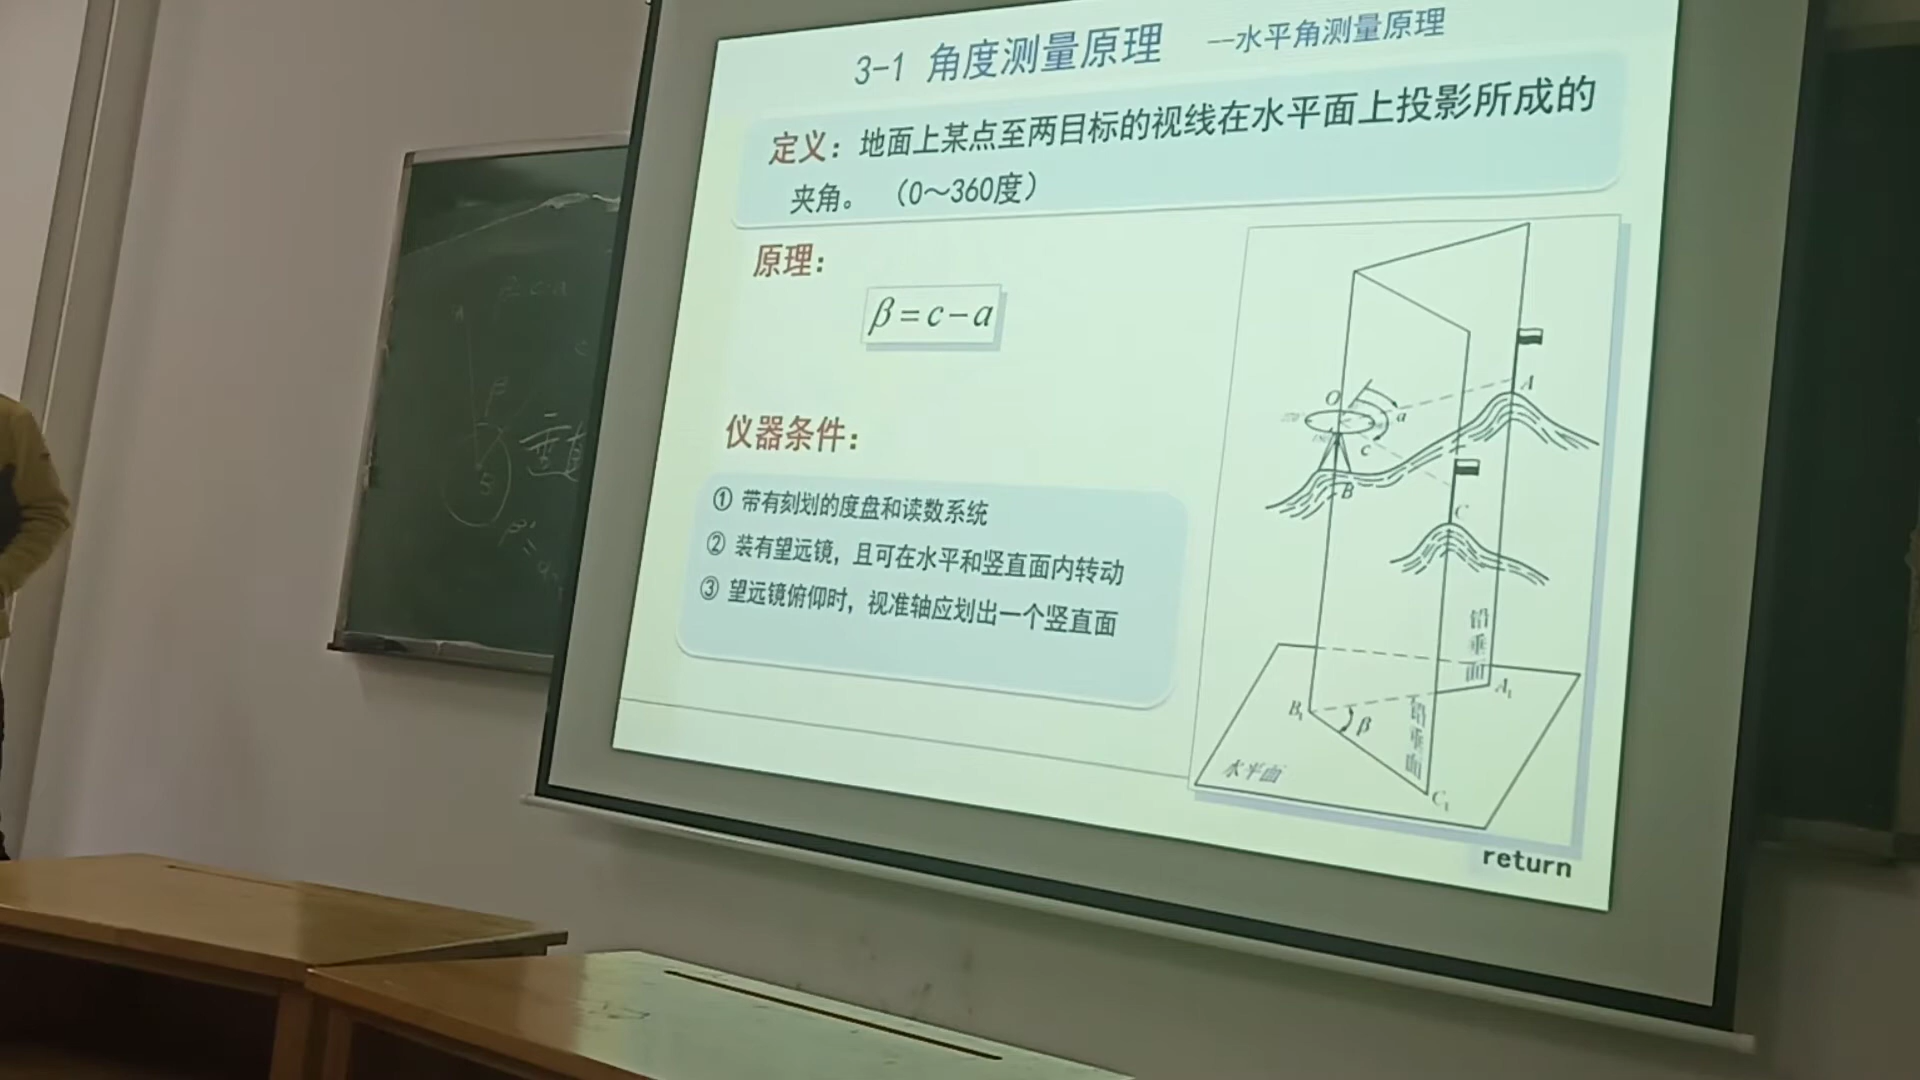 3-1 角度测量原理 —水平角测量原理
定义：地面上某点至两目标的视线在水平面上投影所成的
夹角。（0～360度）
原理：
β=c-a
仪器条件：
① 带有刻划的度盘和读数系统
② 装有望远镜，且可在水平和竖直面内转动
③ 望远镜俯仰时，视准轴应划出一个竖直面
O
a
A
c
B
C
铅垂面
A₁
B₁
β
铅垂面
水平面
C₁
return
β=c-a
β
垂直